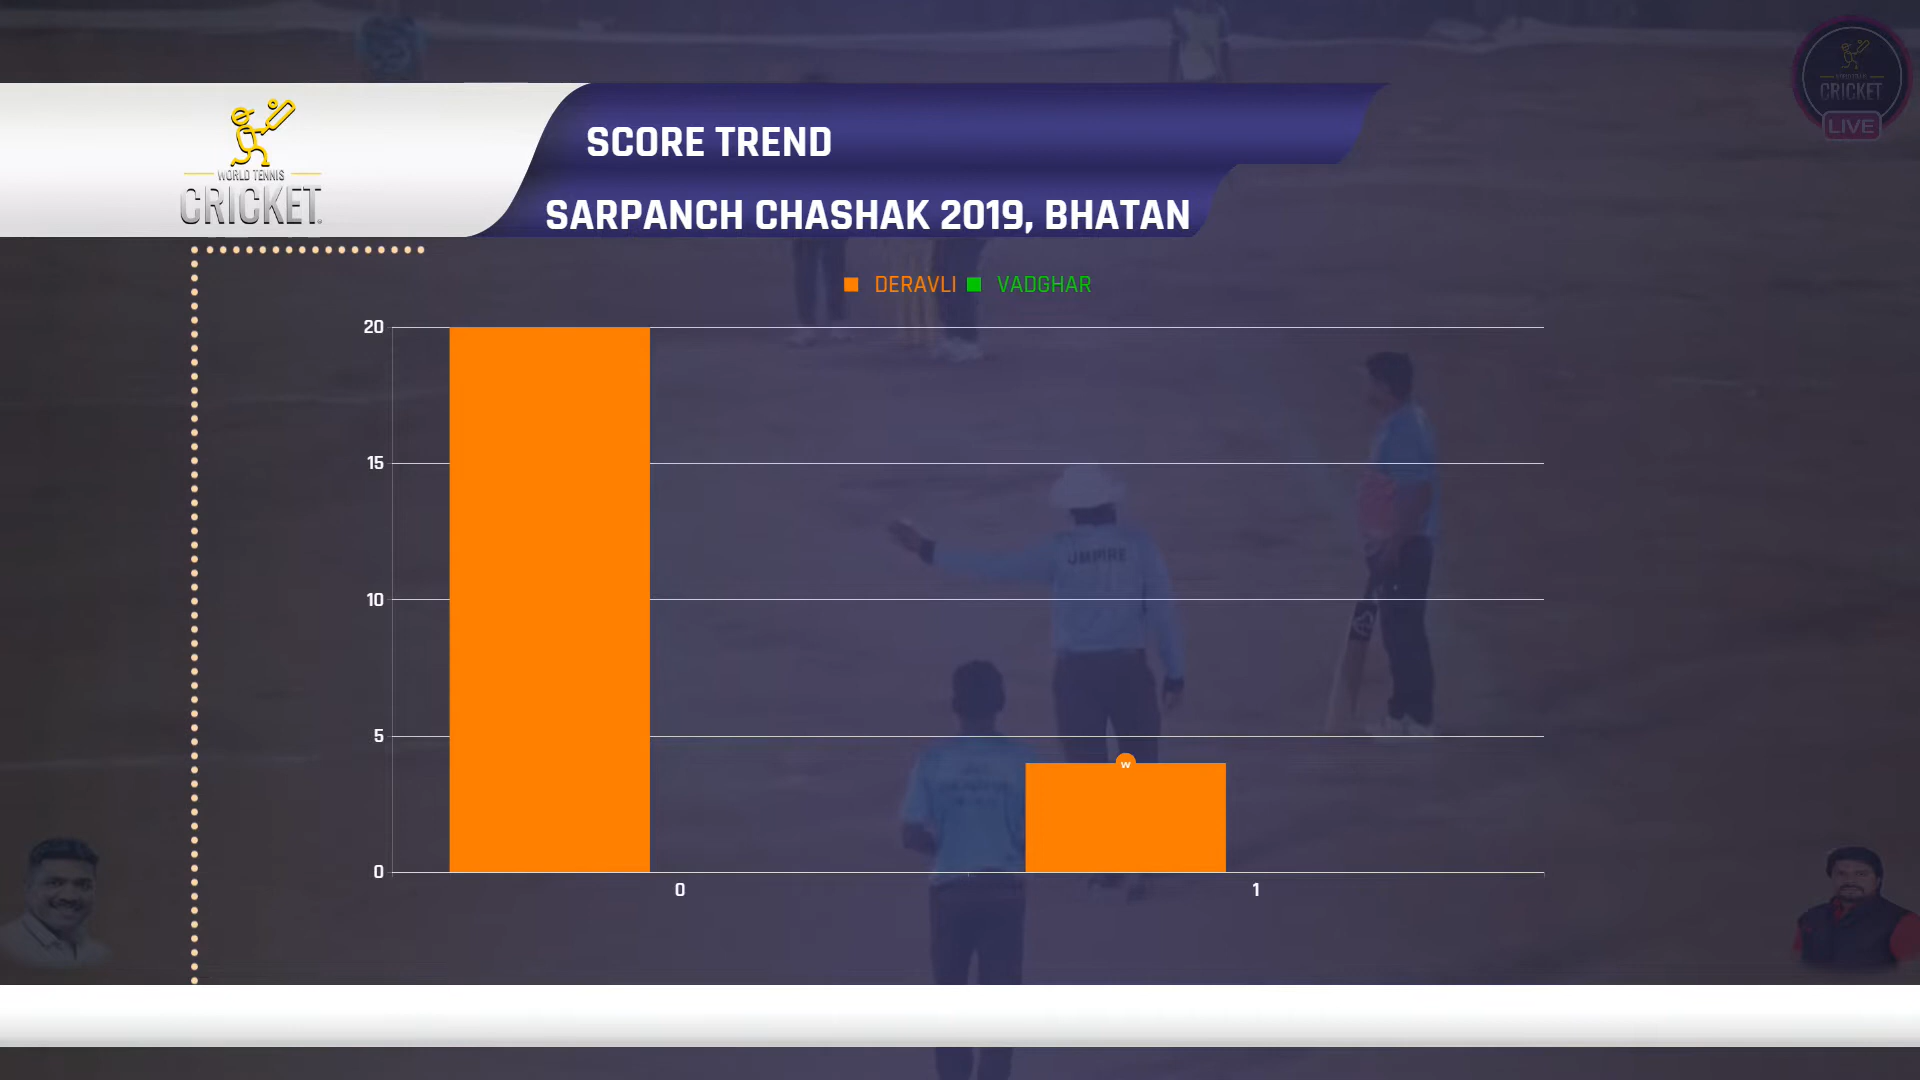 SCORE TREND
SARPANCH CHASHAK 2019, BHATAN
WORLD TENNIS
CRICKET
CRICKET
LIVE
DERAVLI VADGHAR
20
15
10
5
0
W
0 1
UMPIRE